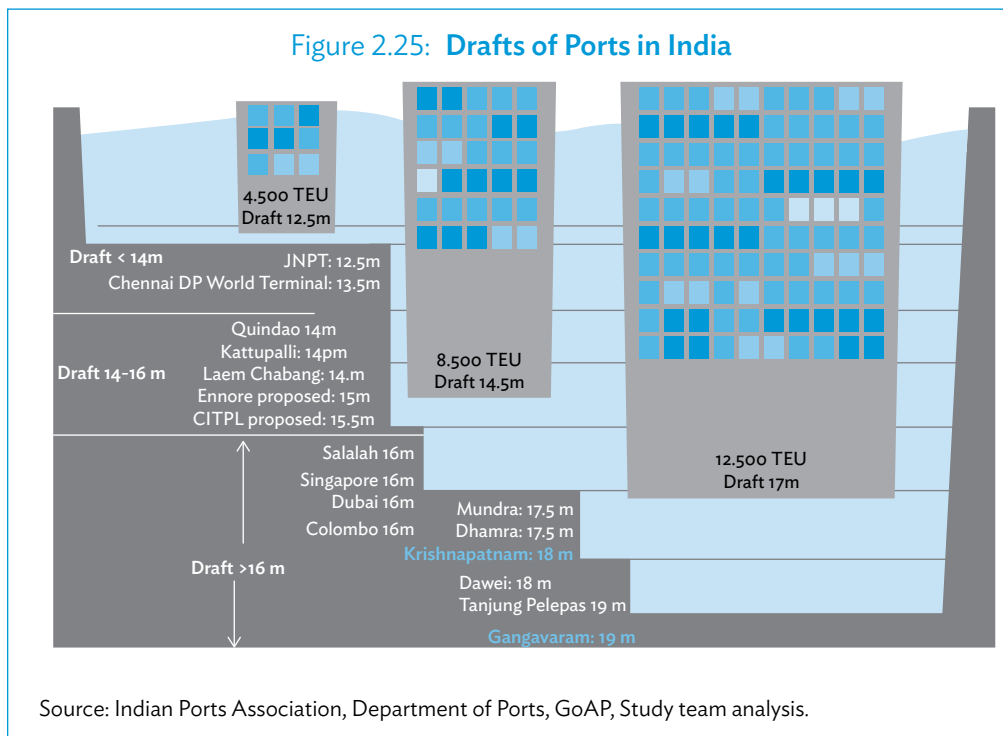 Figure 2.25: Drafts of Ports in India
4.500 TEU
Draft 12.5m
8.500 TEU
Draft 14.5m
12.500 TEU
Draft 17m
Draft < 14m
JNPT: 12.5m
Chennai DP World Terminal: 13.5m
Draft 14-16 m
Quindao 14m
Kattupalli: 14pm
Laem Chabang: 14.m
Ennore proposed: 15m
CITPL proposed: 15.5m
Draft >16 m
Salalah 16m
Singapore 16m
Dubai 16m
Colombo 16m
Mundra: 17.5 m
Dhamra: 17.5 m
Krishnapatnam: 18 m
Dawei: 18 m
Tanjung Pelepas 19 m
Gangavaram: 19 m
Source: Indian Ports Association, Department of Ports, GoAP, Study team analysis.